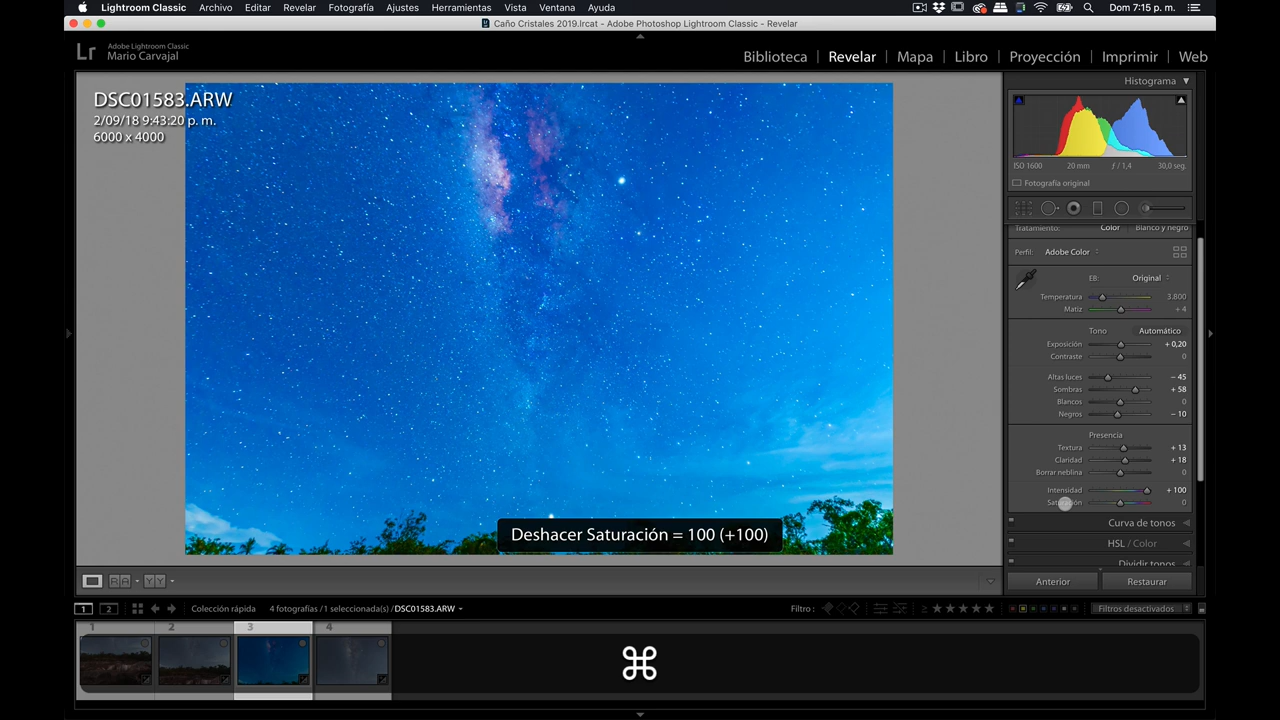 Lightroom Classic Archivo Editar Revelar Fotografía Ajustes Herramientas Vista Ventana Ayuda
Dom 7:15 p. m.
Caño Cristales 2019.lrcat - Adobe Photoshop Lightroom Classic - Revelar
Lr
Adobe Lightroom Classic
Mario Carvajal
Biblioteca | Revelar | Mapa | Libro | Proyección | Imprimir | Web
DSC01583.ARW
2/09/18 9:43:20 p. m.
6000 x 4000
Histograma
ISO 1600 20 mm ƒ / 1,4 30,0 seg.
Fotografía original
Tratamiento: Color Blanco y negro
Perfil: Adobe Color
EB: Original
Temperatura 3.800
Matiz + 4
Tono Automático
Exposición + 0,20
Contraste 0
Altas luces − 45
Sombras + 58
Blancos 0
Negros − 10
Presencia
Textura + 13
Claridad + 18
Borrar neblina 0
Intensidad + 100
Saturación 0
Curva de tonos
HSL / Color
Dividir tonos
Anterior Restaurar
Deshacer Saturación = 100 (+100)
1 2 Colección rápida 4 fotografías / 1 seleccionada(s) / DSC01583.ARW
Filtro : Filtros desactivados
1 2 3 4
⌘